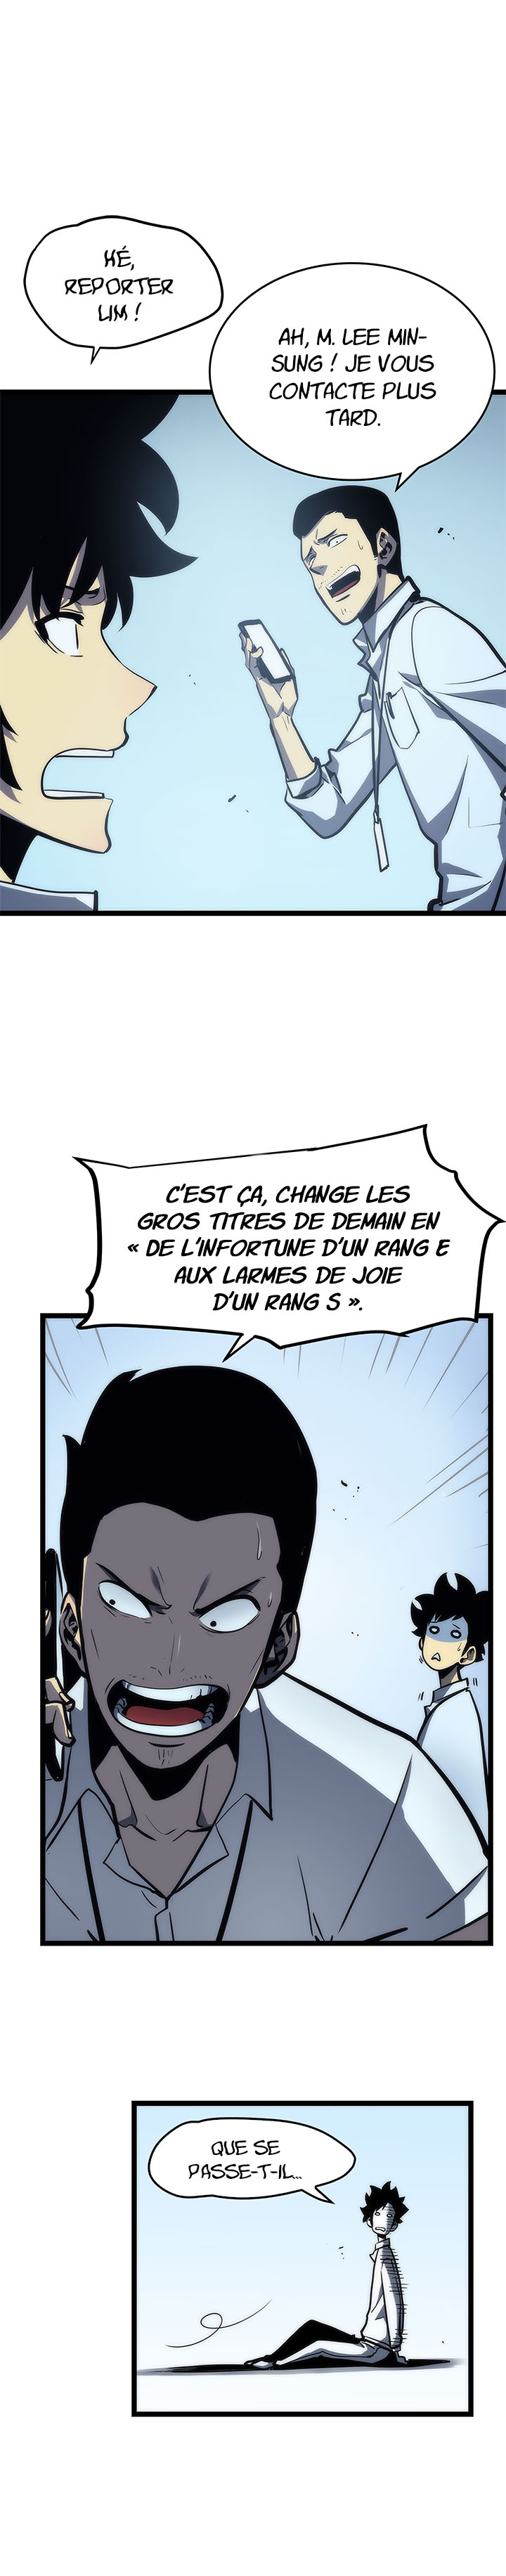 HÉ,
REPORTER
LIM !
AH, M. LEE MIN-
SUNG ! JE VOUS
CONTACTE PLUS
TARD.
C'EST ÇA, CHANGE LES
GROS TITRES DE DEMAIN EN
« DE L'INFORTUNE D'UN RANG E
AUX LARMES DE JOIE
D'UN RANG S ».
QUE SE
PASSE-T-IL...